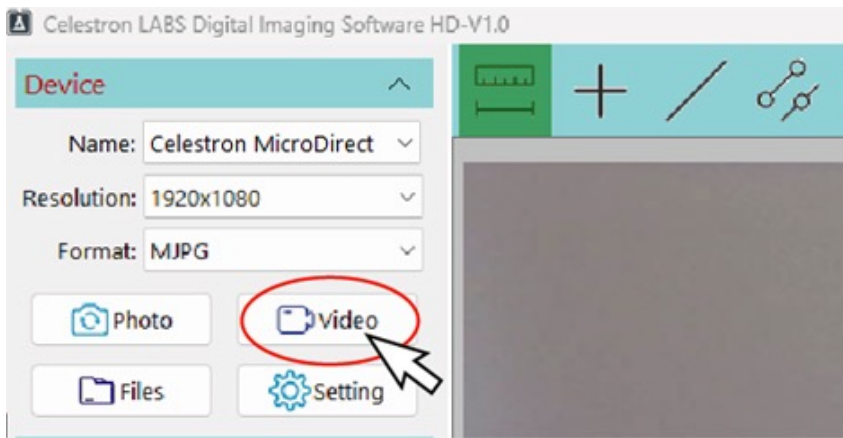 Celestron LABS Digital Imaging Software HD-V1.0
Device
Name: Celestron MicroDirect
Resolution: 1920x1080
Format: MJPG
Photo Video
Files Setting